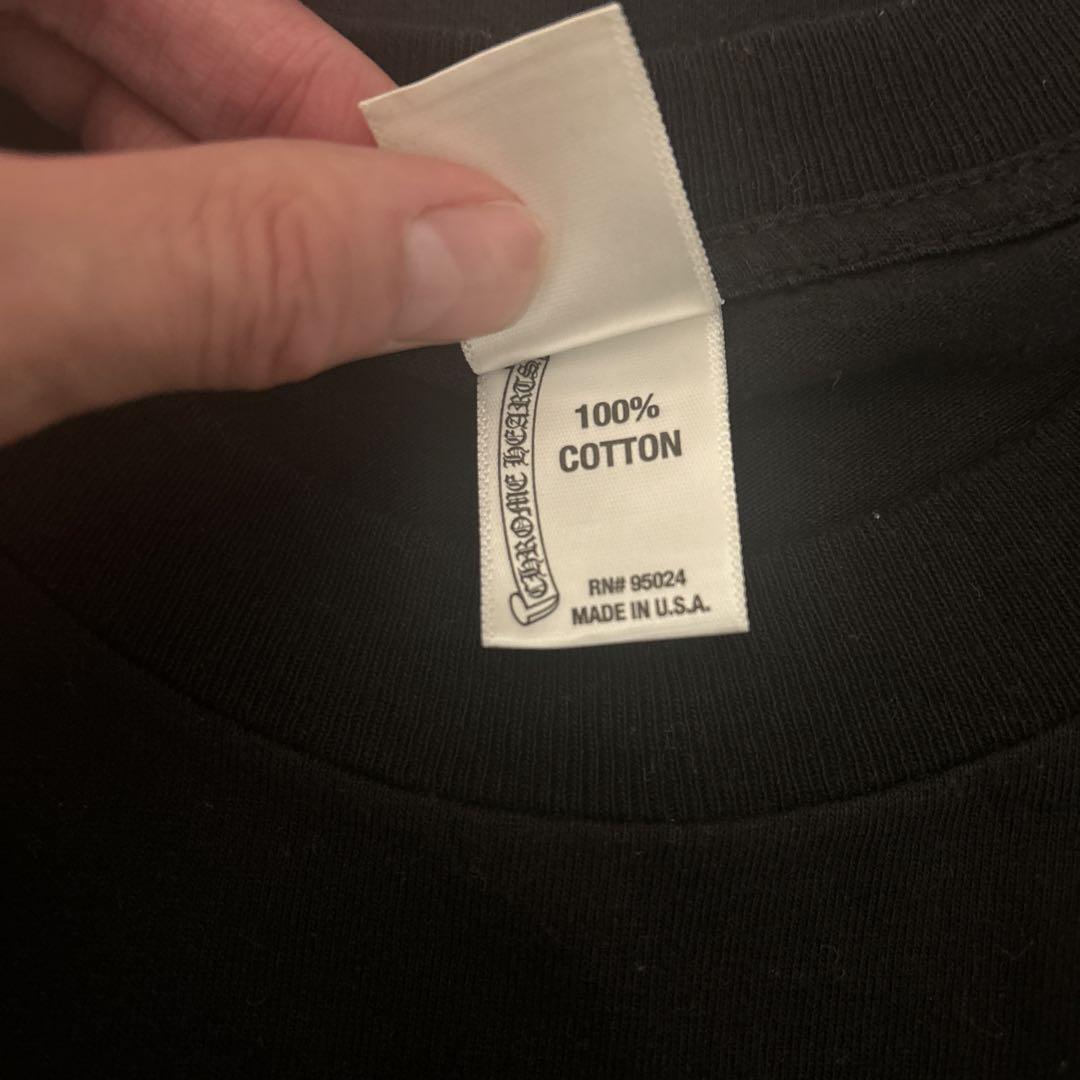 CHROME HEARTS
100%
COTTON
RN# 95024
MADE IN U.S.A.